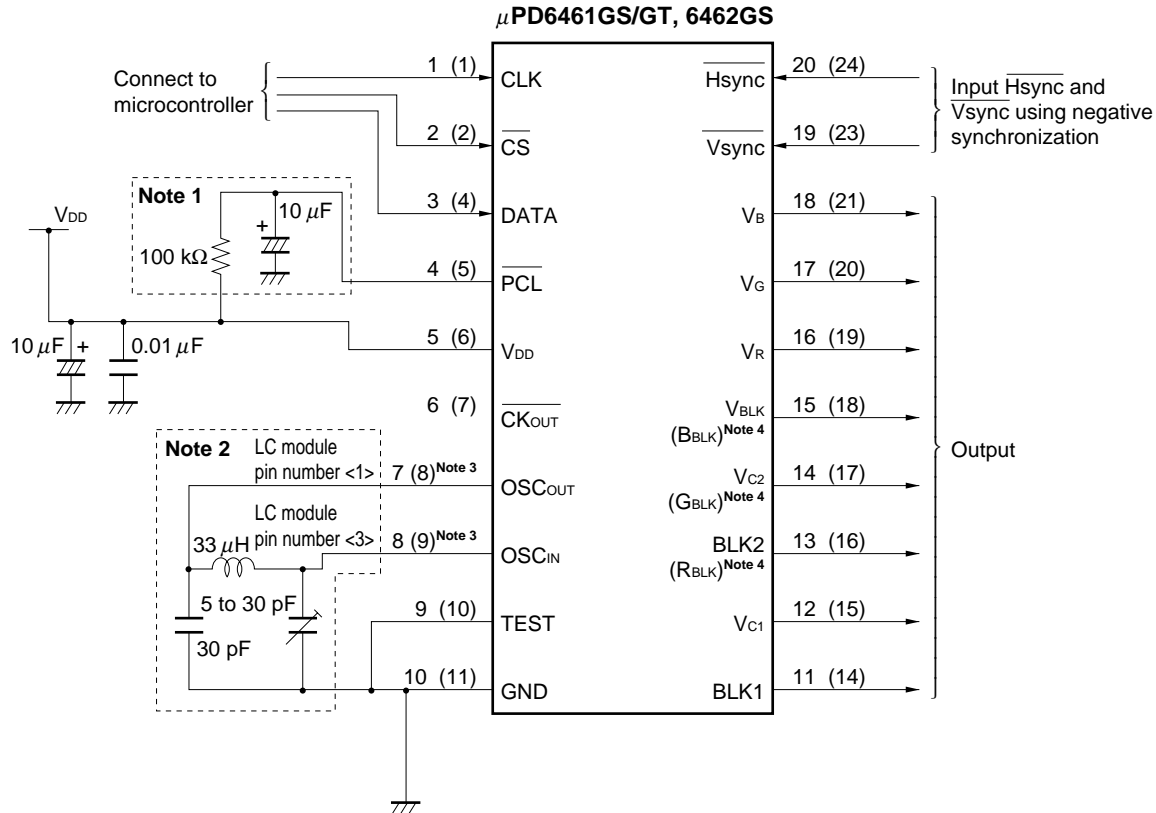 μPD6461GS/GT, 6462GS
Connect to
microcontroller
1 (1)
CLK
2 (2)
CS
3 (4)
DATA
4 (5)
PCL
5 (6)
VDD
6 (7)
CKOUT
7 (8)Note 3
OSCOUT
8 (9)Note 3
OSCIN
9 (10)
TEST
10 (11)
GND
Note 1
10 μF
+
100 kΩ
VDD
10 μF
+
0.01 μF
Note 2
LC module
pin number <1>
LC module
pin number <3>
33 μH
5 to 30 pF
30 pF
Hsync
20 (24)
Vsync
19 (23)
VB
18 (21)
VG
17 (20)
VR
16 (19)
VBLK
(BBLK)Note 4
15 (18)
VC2
(GBLK)Note 4
14 (17)
BLK2
(RBLK)Note 4
13 (16)
VC1
12 (15)
BLK1
11 (14)
Input Hsync and
Vsync using negative
synchronization
Output